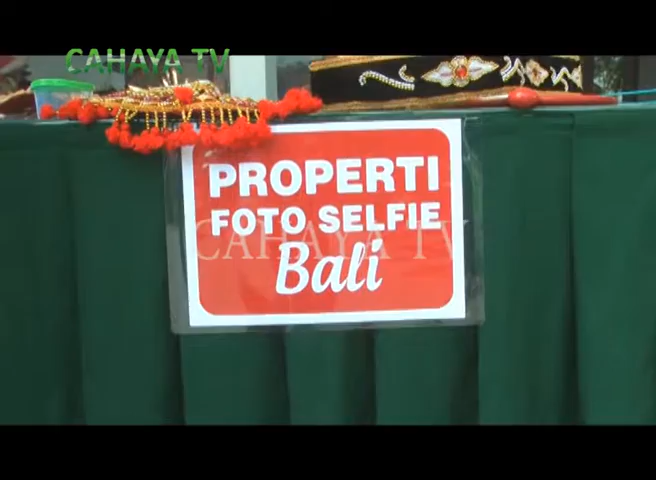 CAHAYA TV
PROPERTI
FOTO SELFIE
CAHAYA TV
Bali